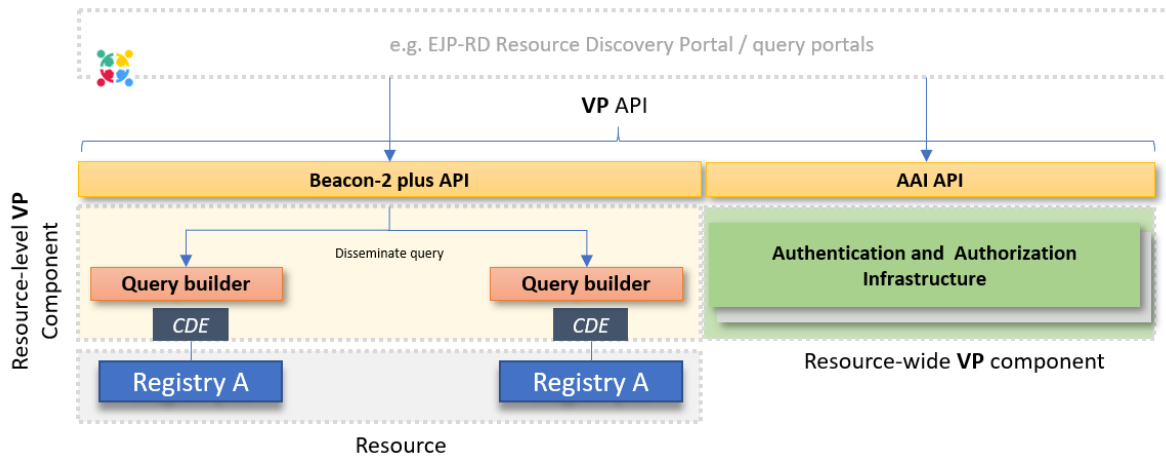 e.g. EJP-RD Resource Discovery Portal / query portals
VP API
Beacon-2 plus API
AAI API
Resource-level VP
Component
Disseminate query
Query builder
Query builder
CDE
CDE
Registry A
Registry A
Resource
Authentication and Authorization
Infrastructure
Resource-wide VP component